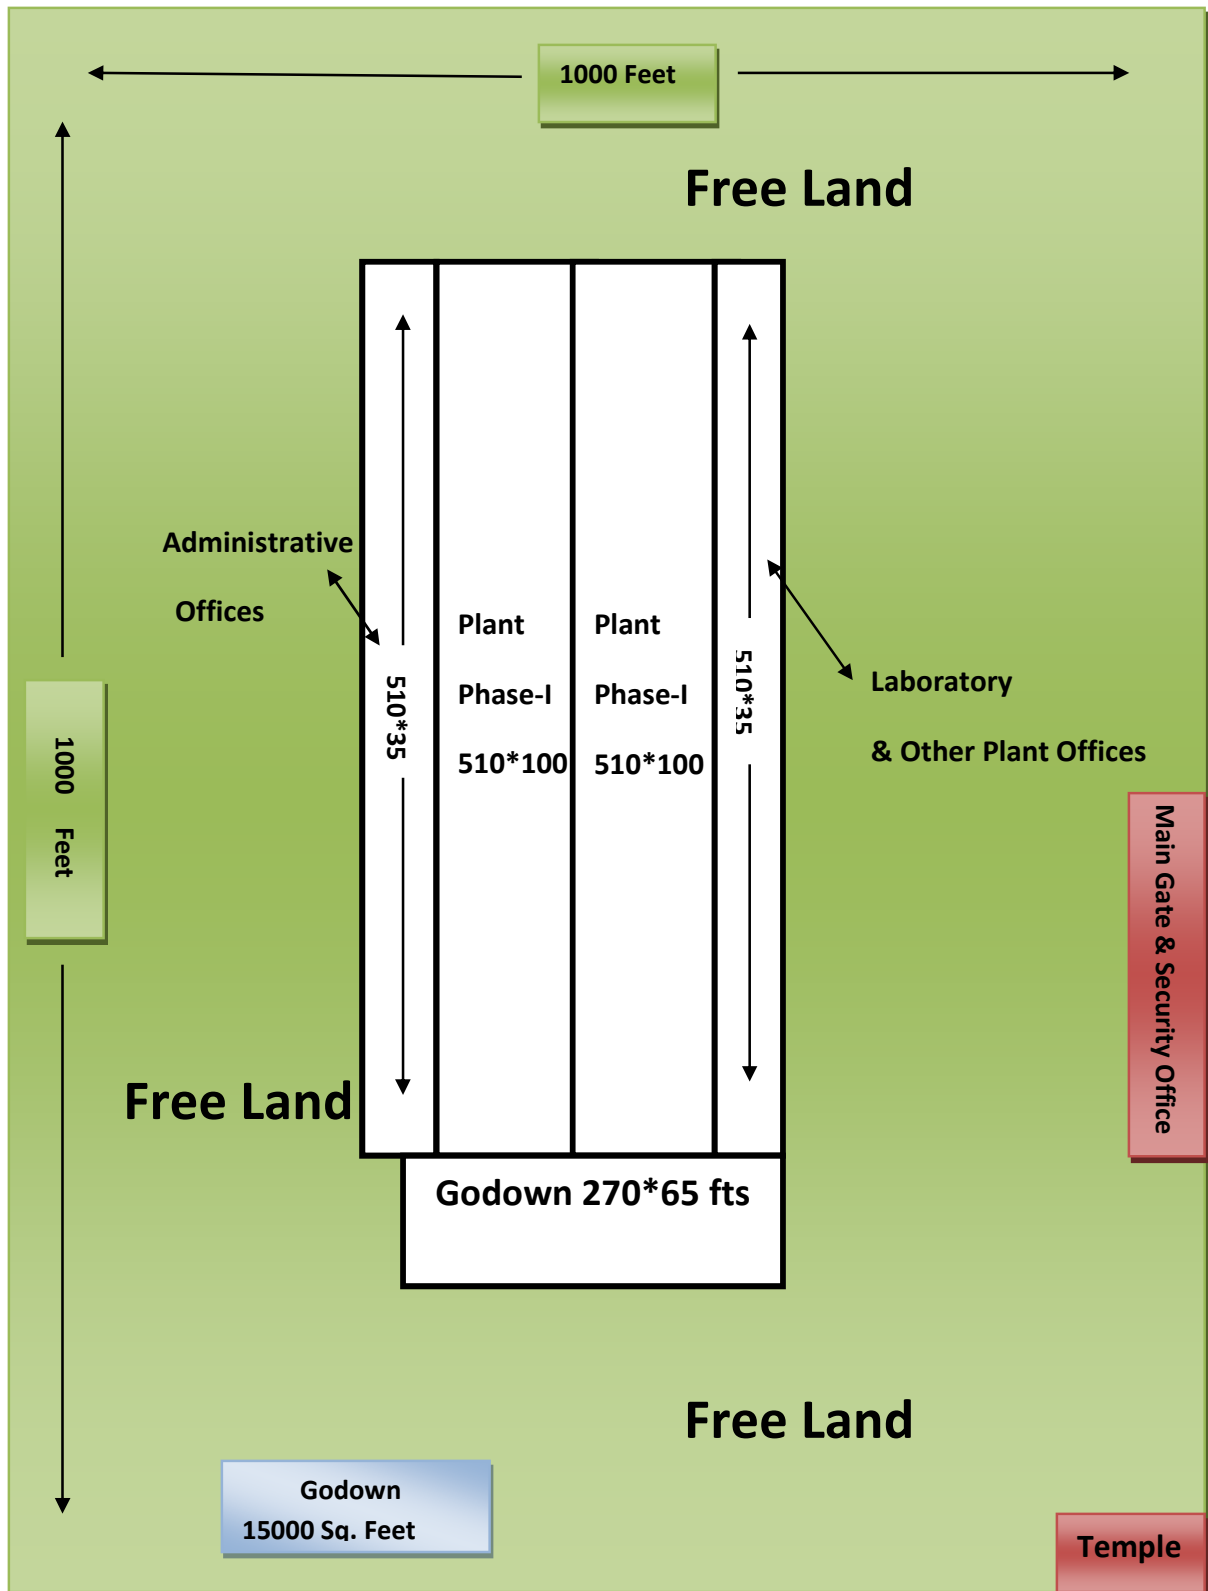 1000 Feet
Free Land
Administrative
Offices
Plant
Phase-I
510*100
Plant
Phase-I
510*100
510*35
510*35
Laboratory
& Other Plant Offices
1000 Feet
Main Gate & Security Office
Free Land
Godown 270*65 fts
Free Land
Godown
15000 Sq. Feet
Temple